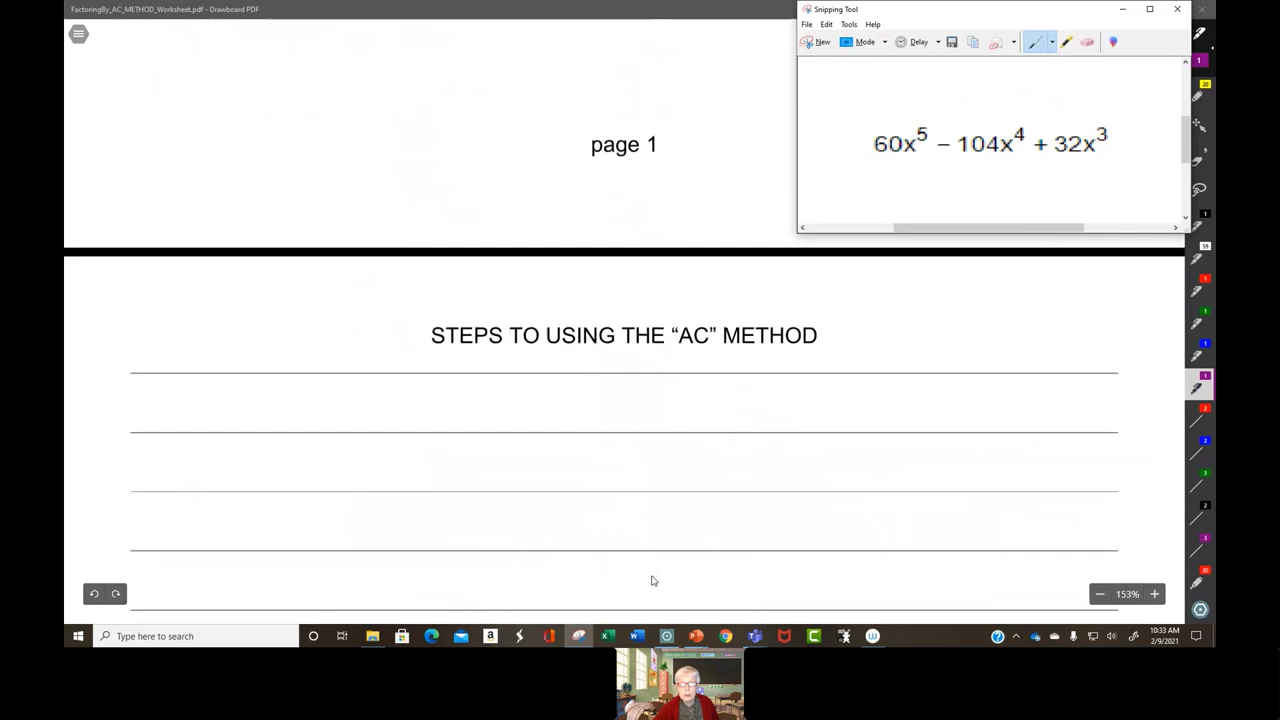 FactoringBy_AC_METHOD_Worksheet.pdf - Drawboard PDF
Snipping Tool
File Edit Tools Help
New Mode Delay
60x⁵ – 104x⁴ + 32x³
page 1
STEPS TO USING THE “AC” METHOD
153%
Type here to search
10:33 AM
2/9/2021